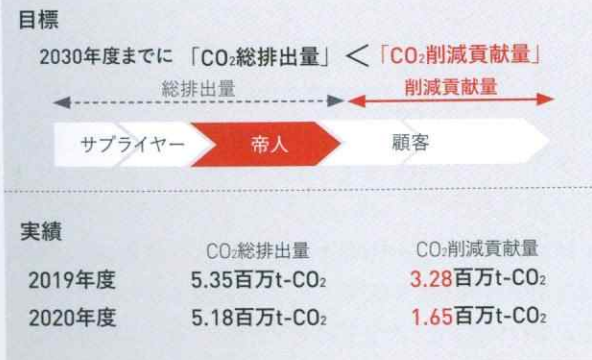 目標
2030年度までに 「CO₂総排出量」 < 「CO₂削減貢献量」
総排出量 削減貢献量
サプライヤー 帝人 顧客
実績
CO₂総排出量 CO₂削減貢献量
2019年度 5.35百万t-CO₂ 3.28百万t-CO₂
2020年度 5.18百万t-CO₂ 1.65百万t-CO₂